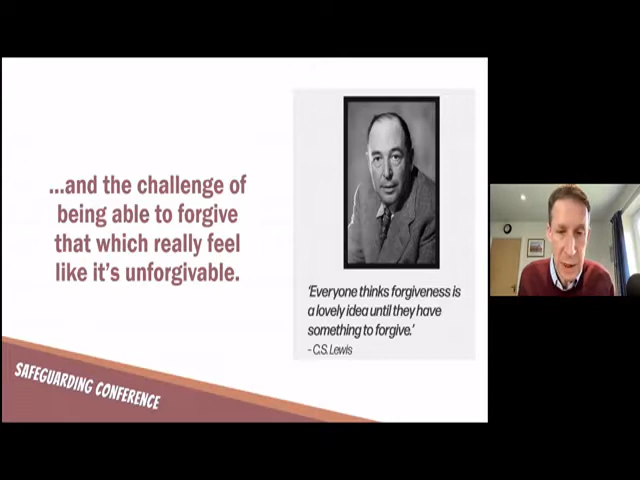 ...and the challenge of
being able to forgive
that which really feel
like it's unforgivable.
'Everyone thinks forgiveness is
a lovely idea until they have
something to forgive.'
- C.S. Lewis
SAFEGUARDING CONFERENCE